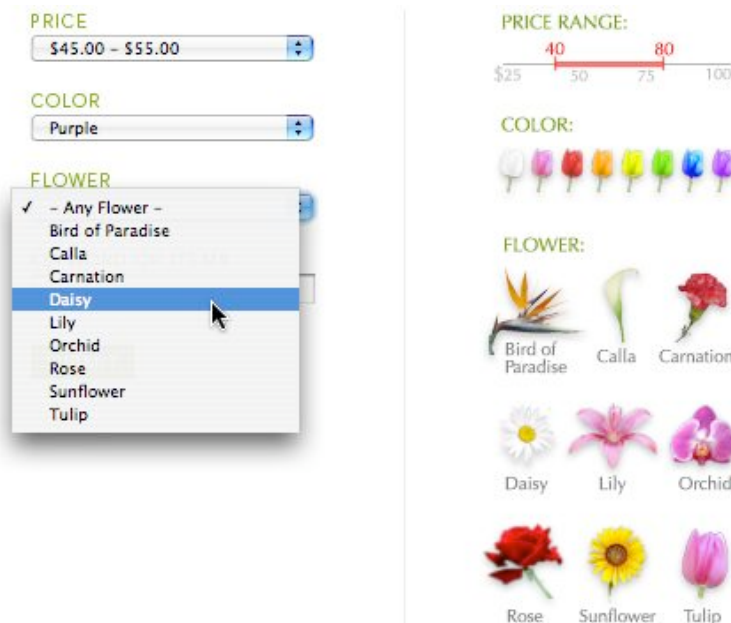 PRICE
$45.00 – $55.00
COLOR
Purple
FLOWER
– Any Flower –
Bird of Paradise
Calla
Carnation
Daisy
Lily
Orchid
Rose
Sunflower
Tulip
PRICE RANGE:
40 80
$25 50 75 100
COLOR:
FLOWER:
Bird of
Paradise
Calla
Carnation
Daisy
Lily
Orchid
Rose
Sunflower
Tulip